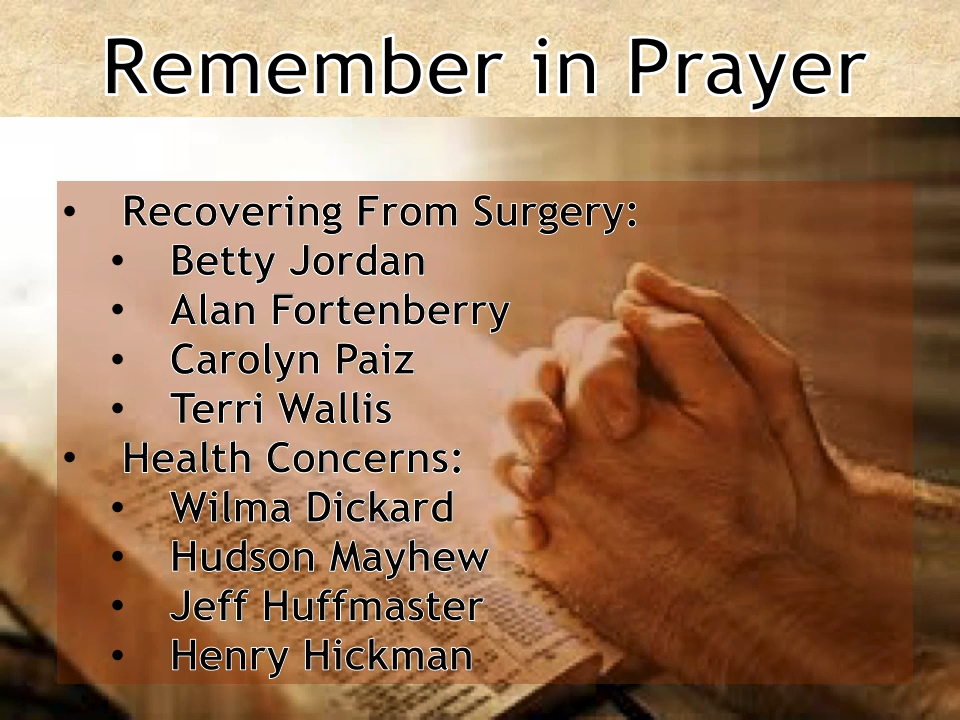 Remember in Prayer
• Recovering From Surgery:
• Betty Jordan
• Alan Fortenberry
• Carolyn Paiz
• Terri Wallis
• Health Concerns:
• Wilma Dickard
• Hudson Mayhew
• Jeff Huffmaster
• Henry Hickman